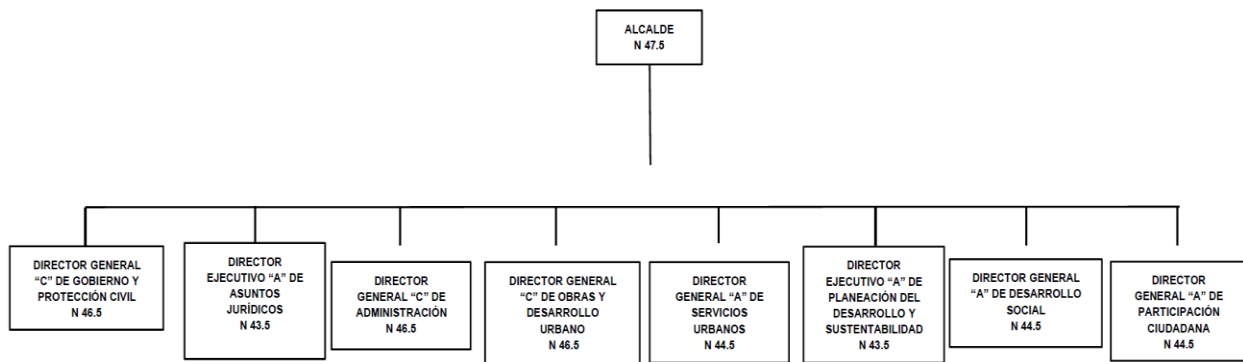 ALCALDE
N 47.5
DIRECTOR GENERAL
“C” DE GOBIERNO Y
PROTECCIÓN CIVIL
N 46.5
DIRECTOR
EJECUTIVO “A” DE
ASUNTOS
JURÍDICOS
N 43.5
DIRECTOR
GENERAL “C” DE
ADMINISTRACIÓN
N 46.5
DIRECTOR GENERAL
“C” DE OBRAS Y
DESARROLLO
URBANO
N 46.5
DIRECTOR
GENERAL “A” DE
SERVICIOS
URBANOS
N 44.5
DIRECTOR
EJECUTIVO “A” DE
PLANEACIÓN DEL
DESARROLLO Y
SUSTENTABILIDAD
N 43.5
DIRECTOR GENERAL
“A” DE DESARROLLO
SOCIAL
N 44.5
DIRECTOR
GENERAL “A” DE
PARTICIPACIÓN
CIUDADANA
N 44.5